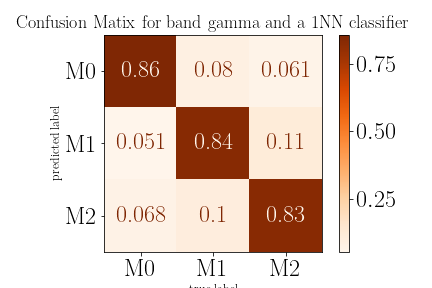 Confusion Matix for band gamma and a 1NN classifier
M0 0.86 0.08 0.061
M1 0.051 0.84 0.11
M2 0.068 0.1 0.83
M0 M1 M2
predicted label
true label
0.75
0.50
0.25